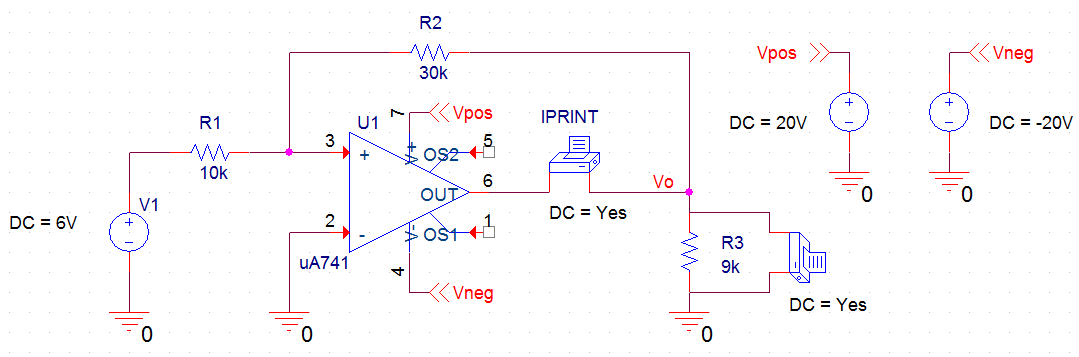 R2
30k
Vpos
Vneg
DC = 20V
DC = -20V
0
0
R1
10k
U1
7
Vpos
V+
OS2
5
3
+
OUT
6
2
-
V-
OS1
1
uA741
4
Vneg
IPRINT
DC = Yes
Vo
V1
DC = 6V
R3
9k
DC = Yes
0
0
0